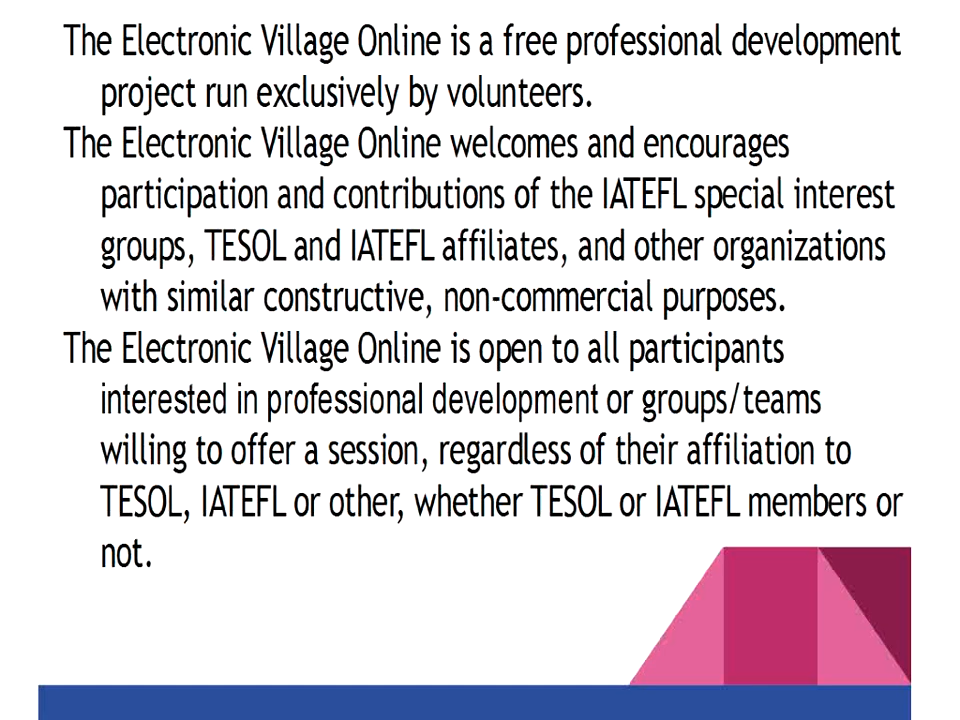 The Electronic Village Online is a free professional development
project run exclusively by volunteers.
The Electronic Village Online welcomes and encourages
participation and contributions of the IATEFL special interest
groups, TESOL and IATEFL affiliates, and other organizations
with similar constructive, non-commercial purposes.
The Electronic Village Online is open to all participants
interested in professional development or groups/teams
willing to offer a session, regardless of their affiliation to
TESOL, IATEFL or other, whether TESOL or IATEFL members or
not.